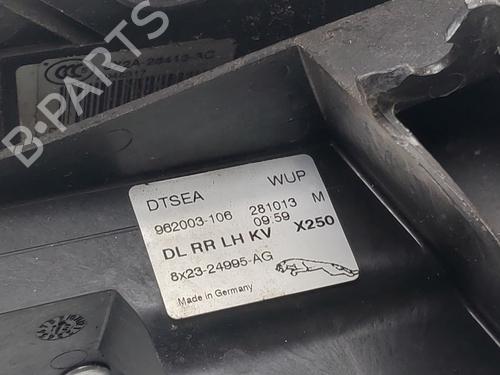 B-PARTS
DTSEA WUP
962003-106 281013 M
09.59
DL RR LH KV X250
8x23-24995-AG
Made in Germany